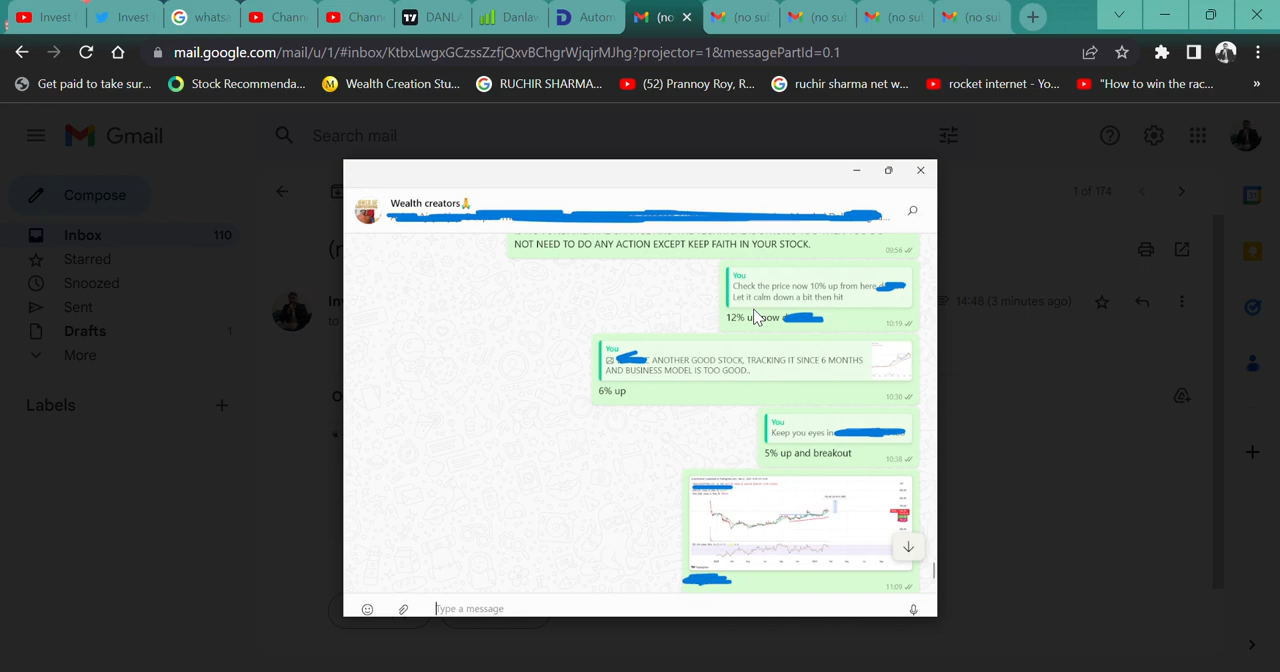 Invest
Invest
whatsa
Chann
Chann
DANLA
Danlaw
Autom
(no
(no su
(no su
(no sul
(no sul
mail.google.com/mail/u/1/#inbox/KtbxLwgxGCzssZzfjQxvBChgrWjqjrMJhg?projector=1&messagePartId=0.1
Get paid to take sur...
Stock Recommenda...
Wealth Creation Stu...
RUCHIR SHARMA...
(52) Prannoy Roy, R...
ruchir sharma net w...
rocket internet - Yo...
"How to win the rac...
»
Gmail
Search mail
Compose
1 of 174
Inbox 110
Starred
Snoozed
Sent
Drafts 1
More
Labels
14:48 (3 minutes ago)
Wealth creators🙏
NOT NEED TO DO ANY ACTION EXCEPT KEEP FAITH IN YOUR STOCK.
09:56
You
Check the price now 10% up from here
Let it calm down a bit then hit
12% up now
10:19
You
ANOTHER GOOD STOCK, TRACKING IT SINCE 6 MONTHS
AND BUSINESS MODEL IS TOO GOOD..
6% up
10:30
You
Keep you eyes in
5% up and breakout
10:38
11:09
Type a message